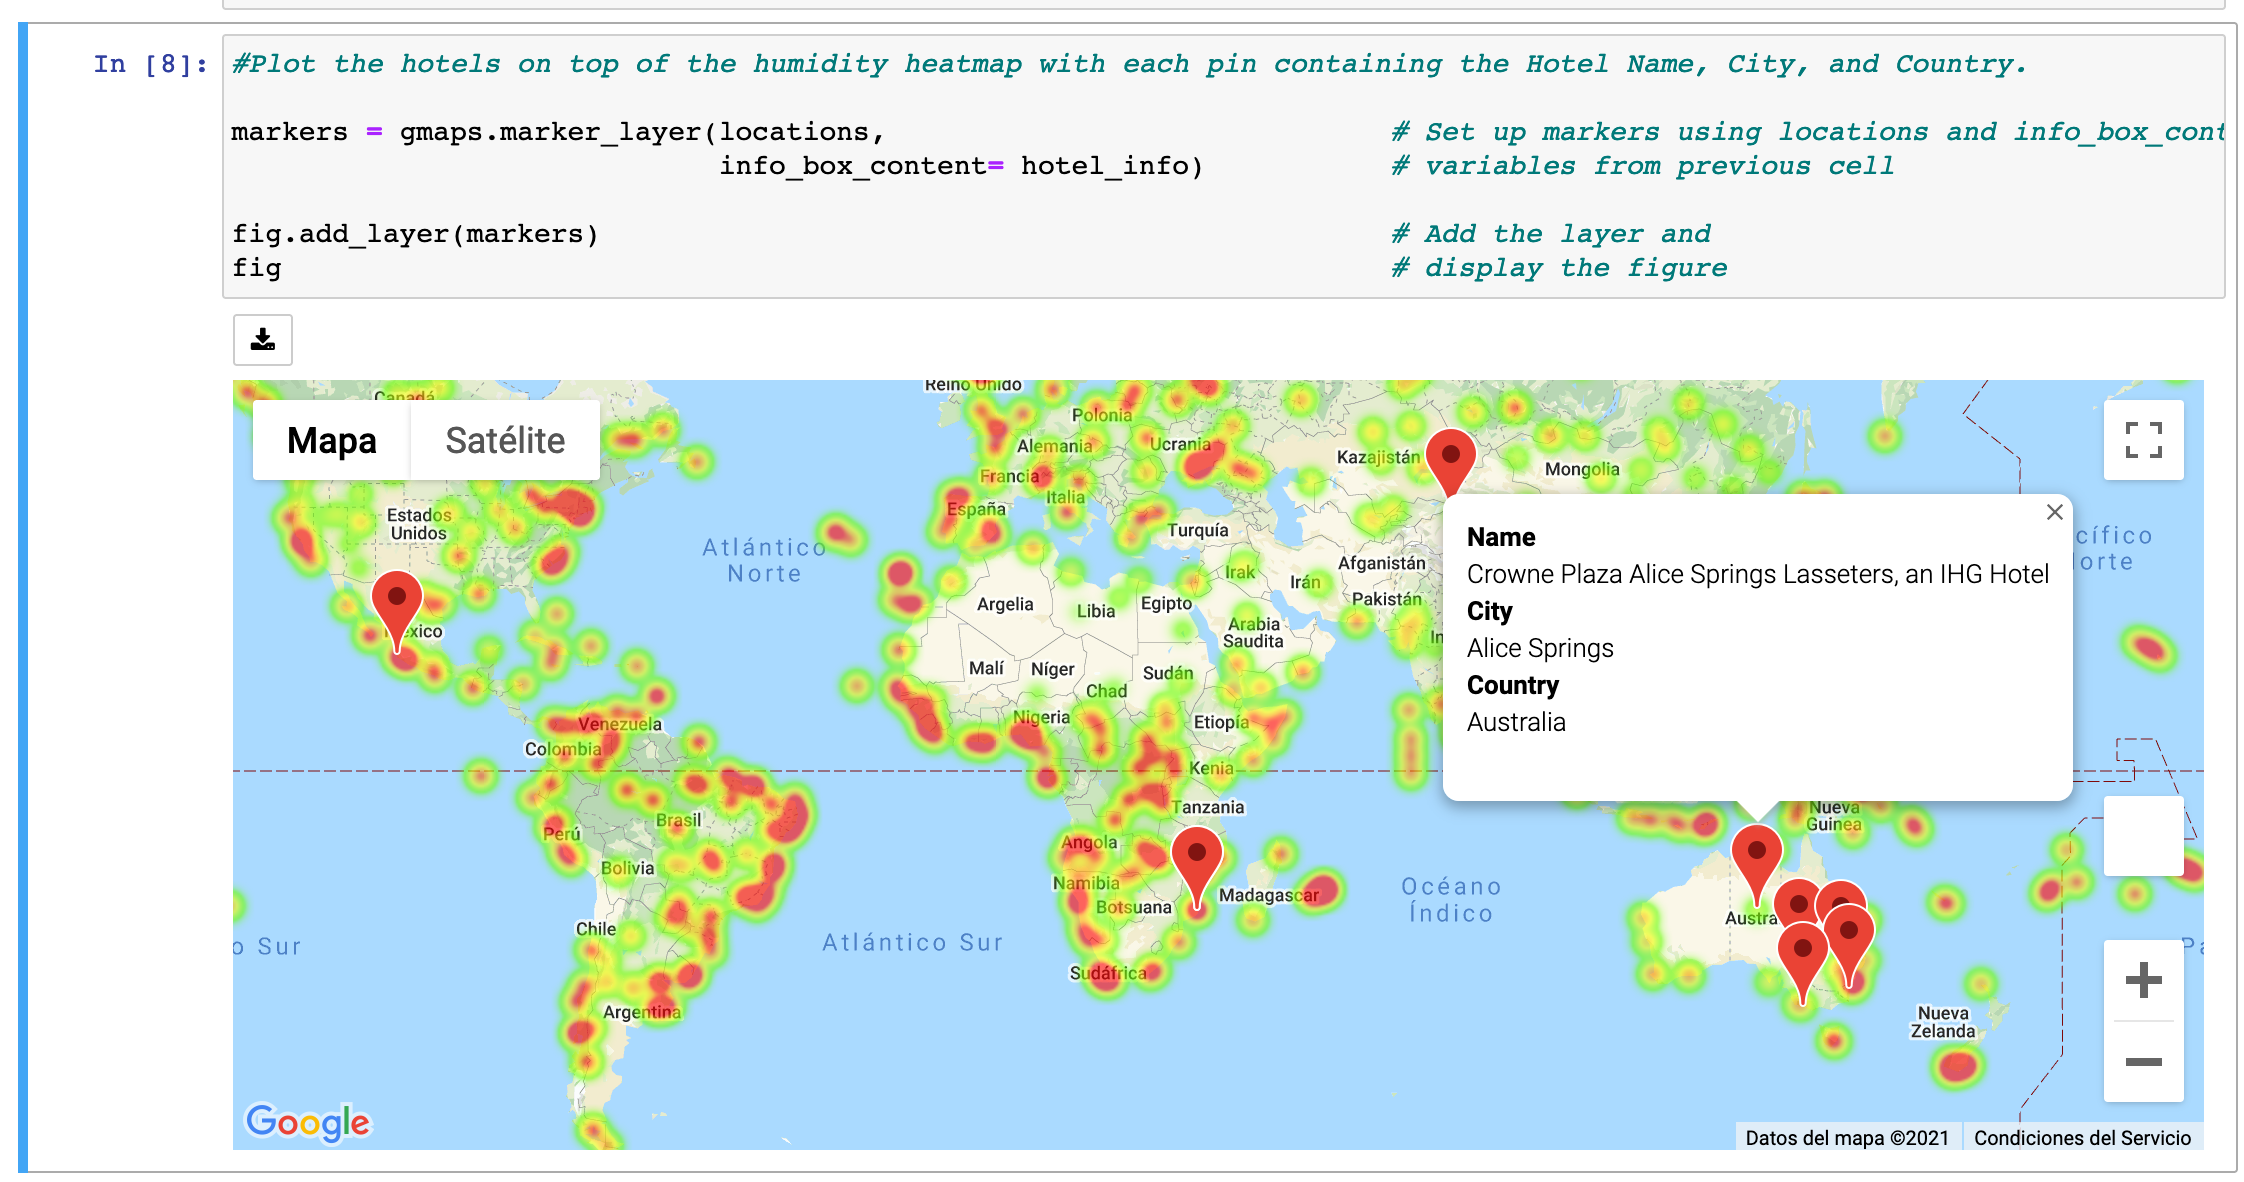 In [8]:
#Plot the hotels on top of the humidity heatmap with each pin containing the Hotel Name, City, and Country.
markers = gmaps.marker_layer(locations, # Set up markers using locations and info_box_cont
info_box_content= hotel_info) # variables from previous cell
fig.add_layer(markers) # Add the layer and
fig # display the figure
Reino Unido
Canadá
Mapa
Satélite
Polonia
Alemania
Ucrania
Kazajistán
Mongolia
Francia
Italia
España
Estados
Unidos
Turquía
Atlántico
Norte
Afganistán
Irak
Irán
Pakistán
Argelia
Libia
Egipto
Arabia
Saudita
In
exico
Malí
Níger
Sudán
Chad
Nigeria
Etiopía
Venezuela
Colombia
Kenia
Tanzania
Name
Crowne Plaza Alice Springs Lasseters, an IHG Hotel
City
Alice Springs
Country
Australia
cífico
orte
Nueva
Guinea
Brasil
Perú
Angola
Bolivia
Namibia
Botsuana
Madagascar
Océano
Índico
Austra
Chile
o Sur
Atlántico Sur
Pa
Sudáfrica
Argentina
Nueva
Zelanda
Google
Datos del mapa ©2021
Condiciones del Servicio